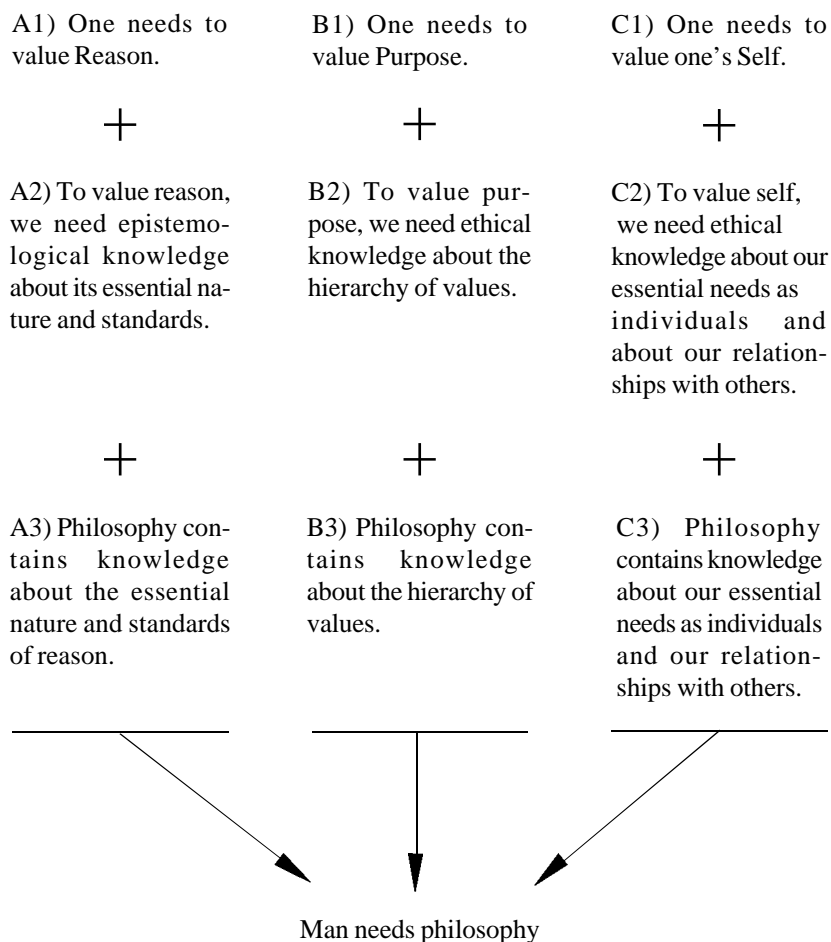 A1) One needs to
value Reason.
B1) One needs to
value Purpose.
C1) One needs to
value one’s Self.
+
+
+
A2) To value reason,
we need epistemo-
logical knowledge
about its essential na-
ture and standards.
B2) To value pur-
pose, we need ethical
knowledge about the
hierarchy of values.
C2) To value self,
we need ethical
knowledge about our
essential needs as
individuals and
about our relation-
ships with others.
+
+
+
A3) Philosophy con-
tains knowledge
about the essential
nature and standards
of reason.
B3) Philosophy con-
tains knowledge
about the hierarchy of
values.
C3) Philosophy
contains knowledge
about our essential
needs as individuals
and our relation-
ships with others.
Man needs philosophy